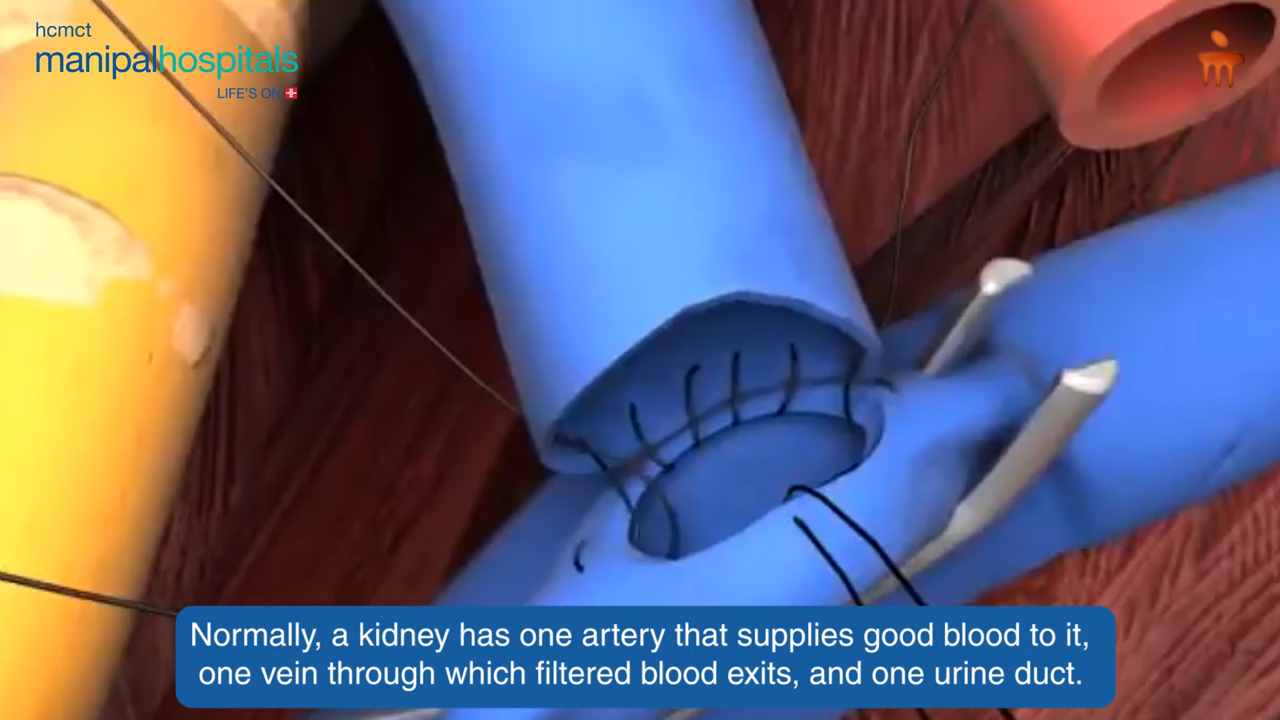 hcmct
manipalhospitals
LIFE'S ON
Normally, a kidney has one artery that supplies good blood to it,
one vein through which filtered blood exits, and one urine duct.